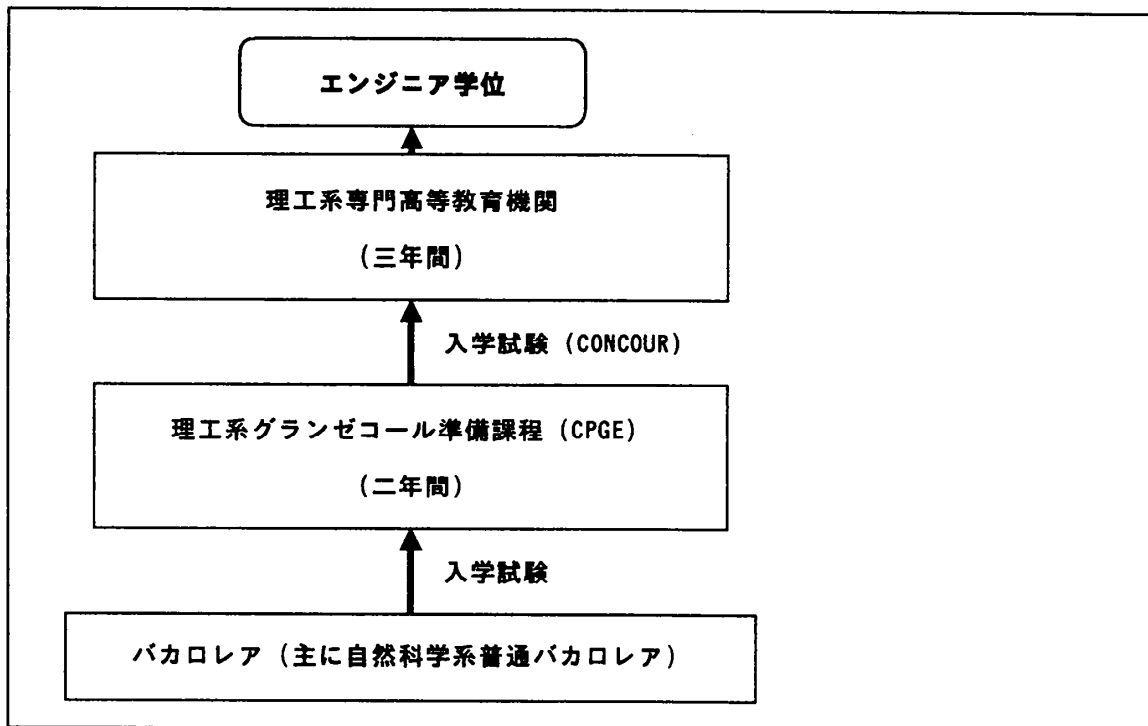 エンジニア学位
理工系専門高等教育機関
(三年間)
入学試験 (CONCOUR)
理工系グランゼコール準備課程 (CPGE)
(二年間)
入学試験
バカロレア (主に自然科学系普通バカロレア)